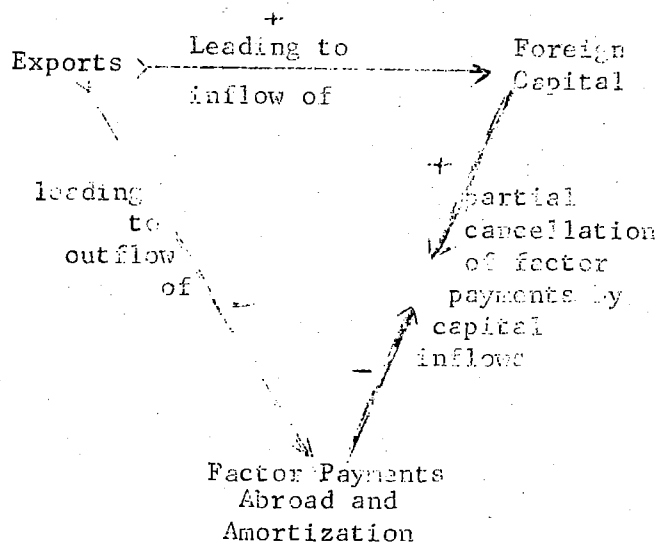 +
Exports
Leading to
inflow of
Foreign
Capital
+
leading
to
outflow
of
-
partial
cancellation
of factor
payments by
capital
inflows
-
Factor Payments
Abroad and
Amortization